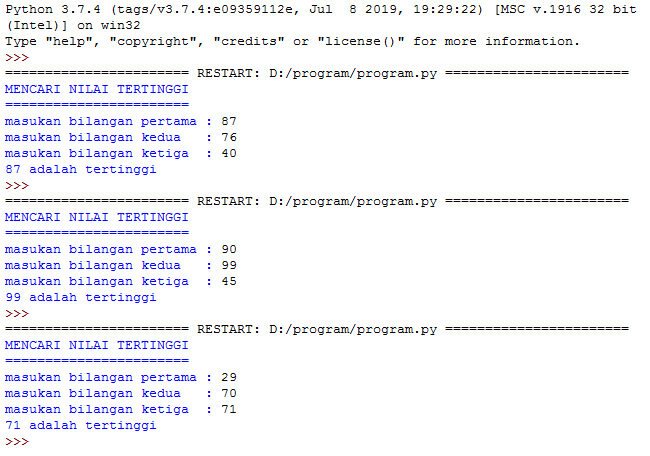 Python 3.7.4 (tags/v3.7.4:e09359112e, Jul  8 2019, 19:29:22) [MSC v.1916 32 bit
(Intel)] on win32
Type "help", "copyright", "credits" or "license()" for more information.
>>>
======================= RESTART: D:/program/program.py =======================
MENCARI NILAI TERTINGGI
=======================
masukan bilangan pertama : 87
masukan bilangan kedua   : 76
masukan bilangan ketiga  : 40
87 adalah tertinggi
>>>
======================= RESTART: D:/program/program.py =======================
MENCARI NILAI TERTINGGI
=======================
masukan bilangan pertama : 90
masukan bilangan kedua   : 99
masukan bilangan ketiga  : 45
99 adalah tertinggi
>>>
======================= RESTART: D:/program/program.py =======================
MENCARI NILAI TERTINGGI
=======================
masukan bilangan pertama : 29
masukan bilangan kedua   : 70
masukan bilangan ketiga  : 71
71 adalah tertinggi
>>>